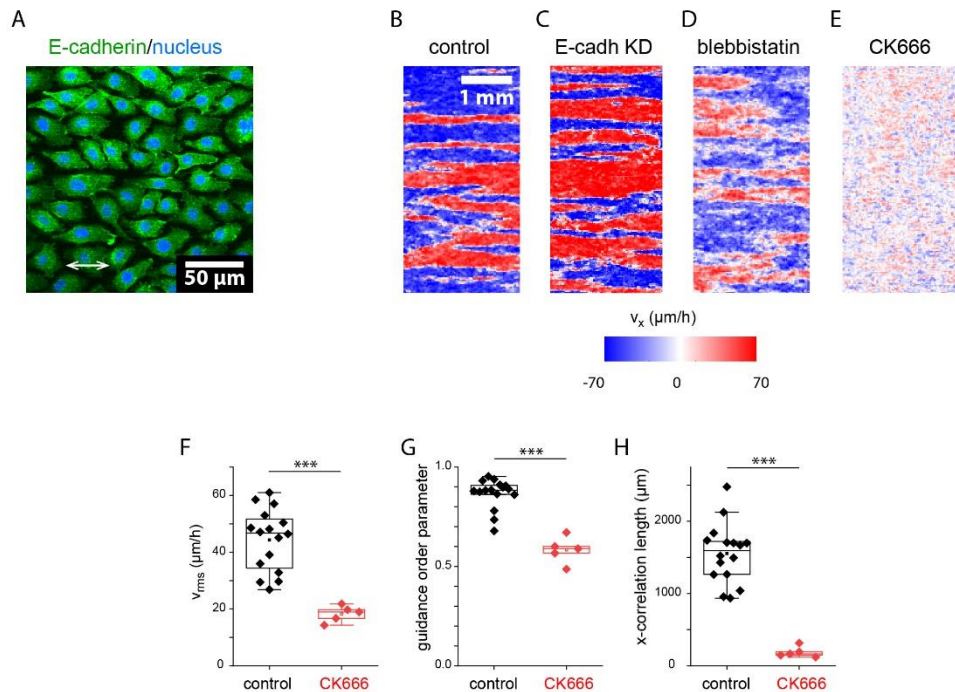 A
E-cadherin/nucleus
50 µm
B
control
1 mm
C
E-cadh KD
D
blebbistatin
E
CK666
vx (µm/h)
-70
0
70
F
***
vrms (µm/h)
60
40
20
0
control
CK666
G
***
guidance order parameter
1.0
0.5
0.0
control
CK666
H
***
x-correlation length (µm)
2000
1000
0
control
CK666